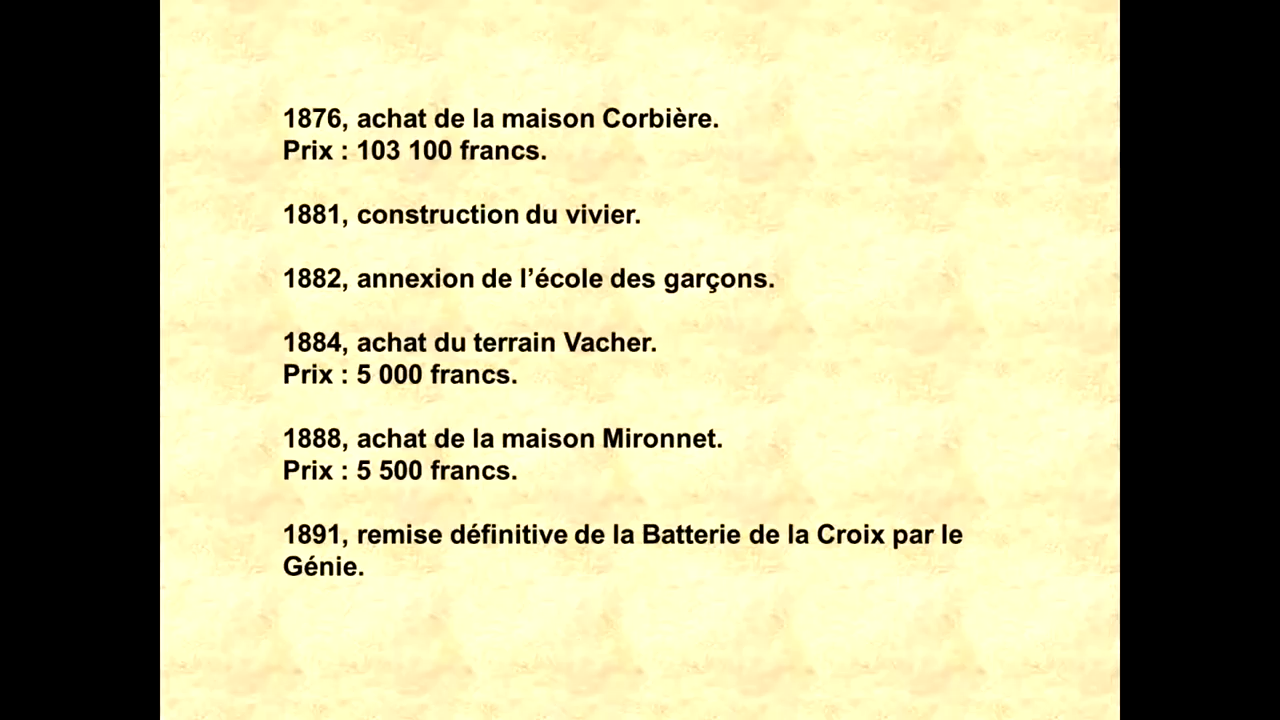 1876, achat de la maison Corbière.
Prix : 103 100 francs.
1881, construction du vivier.
1882, annexion de l’école des garçons.
1884, achat du terrain Vacher.
Prix : 5 000 francs.
1888, achat de la maison Mironnet.
Prix : 5 500 francs.
1891, remise définitive de la Batterie de la Croix par le
Génie.